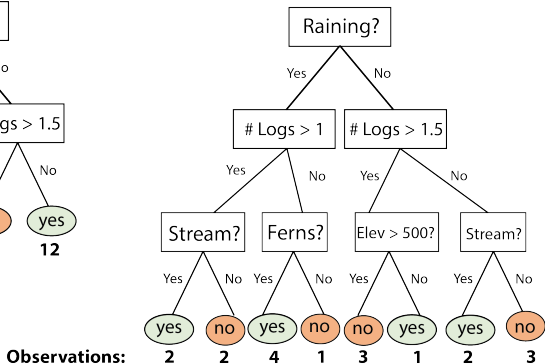 Raining?
Yes No
o
gs > 1.5
# Logs > 1 # Logs > 1.5
No
Yes No Yes No
yes
12
Stream? Ferns? Elev > 500? Stream?
Yes No Yes No Yes No Yes No
yes no yes no no yes yes no
Observations: 2 2 4 1 3 1 2 3